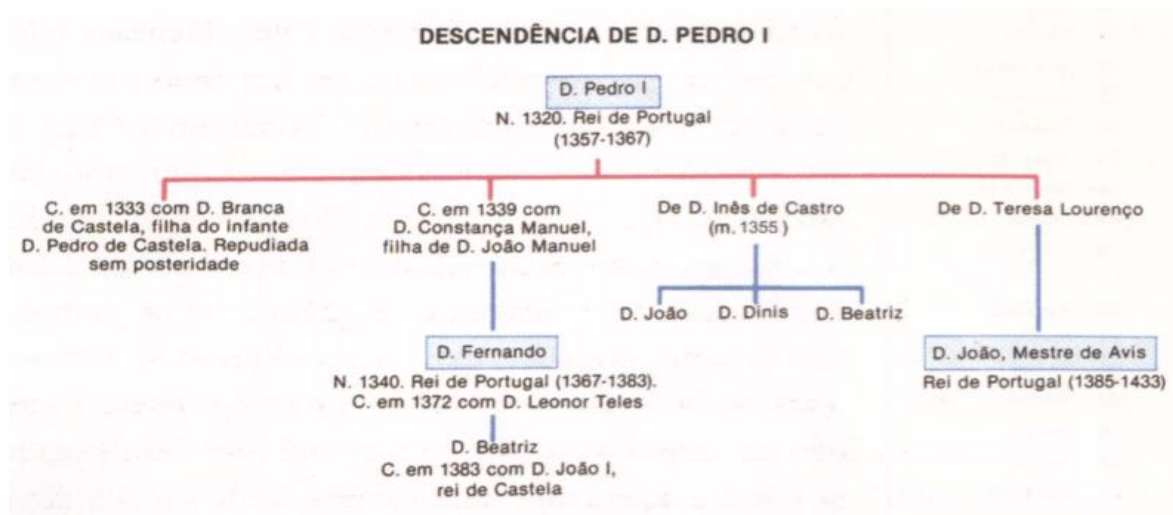 DESCENDÊNCIA DE D. PEDRO I
D. Pedro I
N. 1320. Rei de Portugal
(1357-1367)
C. em 1333 com D. Branca
de Castela, filha do infante
D. Pedro de Castela. Repudiada
sem posteridade
C. em 1339 com
D. Constança Manuel,
filha de D. João Manuel
De D. Inês de Castro
(m. 1355)
De D. Teresa Lourenço
D. João
D. Dinis
D. Beatriz
D. Fernando
N. 1340. Rei de Portugal (1367-1383).
C. em 1372 com D. Leonor Teles
D. João, Mestre de Avis
Rei de Portugal (1385-1433)
D. Beatriz
C. em 1383 com D. João I,
rei de Castela